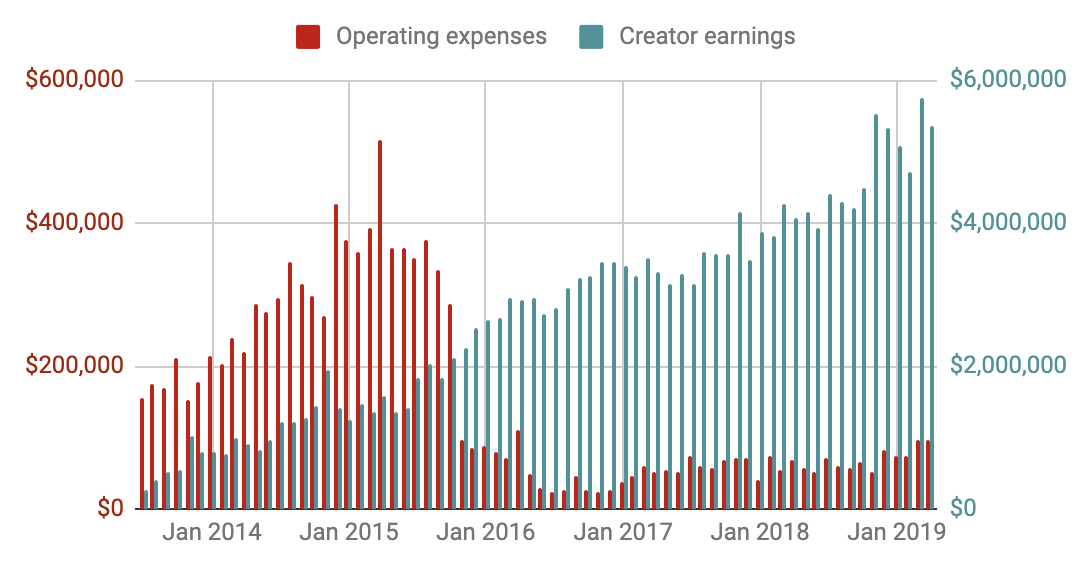 Operating expenses Creator earnings
$600,000 $6,000,000
$400,000 $4,000,000
$200,000 $2,000,000
$0 $0
Jan 2014 Jan 2015 Jan 2016 Jan 2017 Jan 2018 Jan 2019